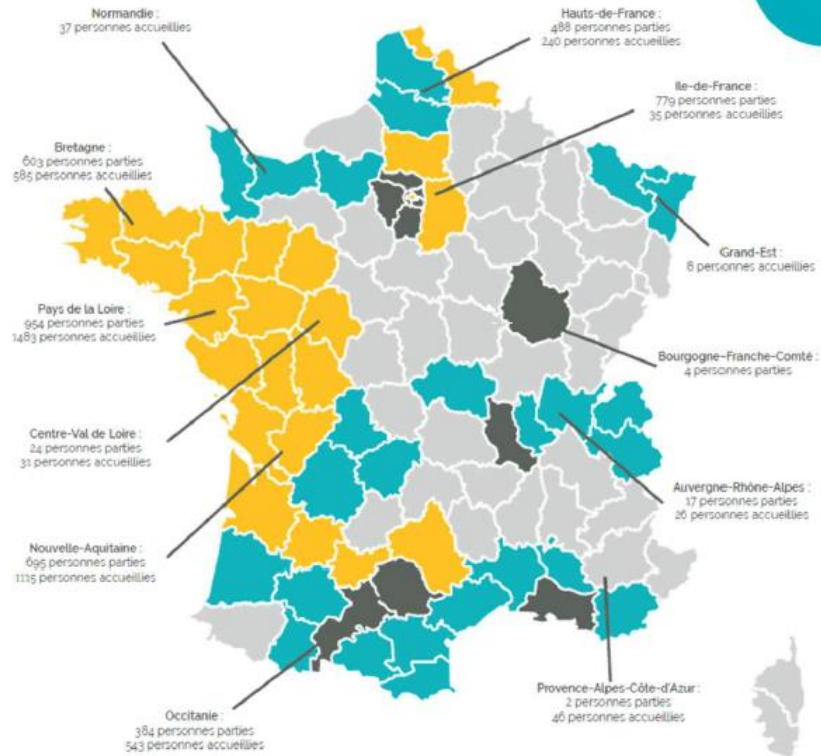 Normandie :
37 personnes accueillies
Hauts-de-France :
488 personnes parties
240 personnes accueillies
Ile-de-France :
779 personnes parties
35 personnes accueillies
Bretagne :
603 personnes parties
585 personnes accueillies
Grand-Est :
8 personnes accueillies
Pays de la Loire :
954 personnes parties
1483 personnes accueillies
Bourgogne-Franche-Comté :
4 personnes parties
Centre-Val de Loire :
24 personnes parties
31 personnes accueillies
Auvergne-Rhône-Alpes :
17 personnes parties
26 personnes accueillies
Nouvelle-Aquitaine :
695 personnes parties
1115 personnes accueillies
Provence-Alpes-Côte-d'Azur :
2 personnes parties
46 personnes accueillies
Occitanie :
384 personnes parties
543 personnes accueillies